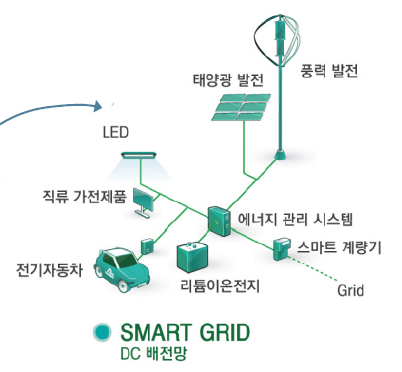 풍력 발전
태양광 발전
LED
직류 가전제품
에너지 관리 시스템
스마트 계량기
전기자동차
리튬이온전지
Grid
SMART GRID
DC 배전망